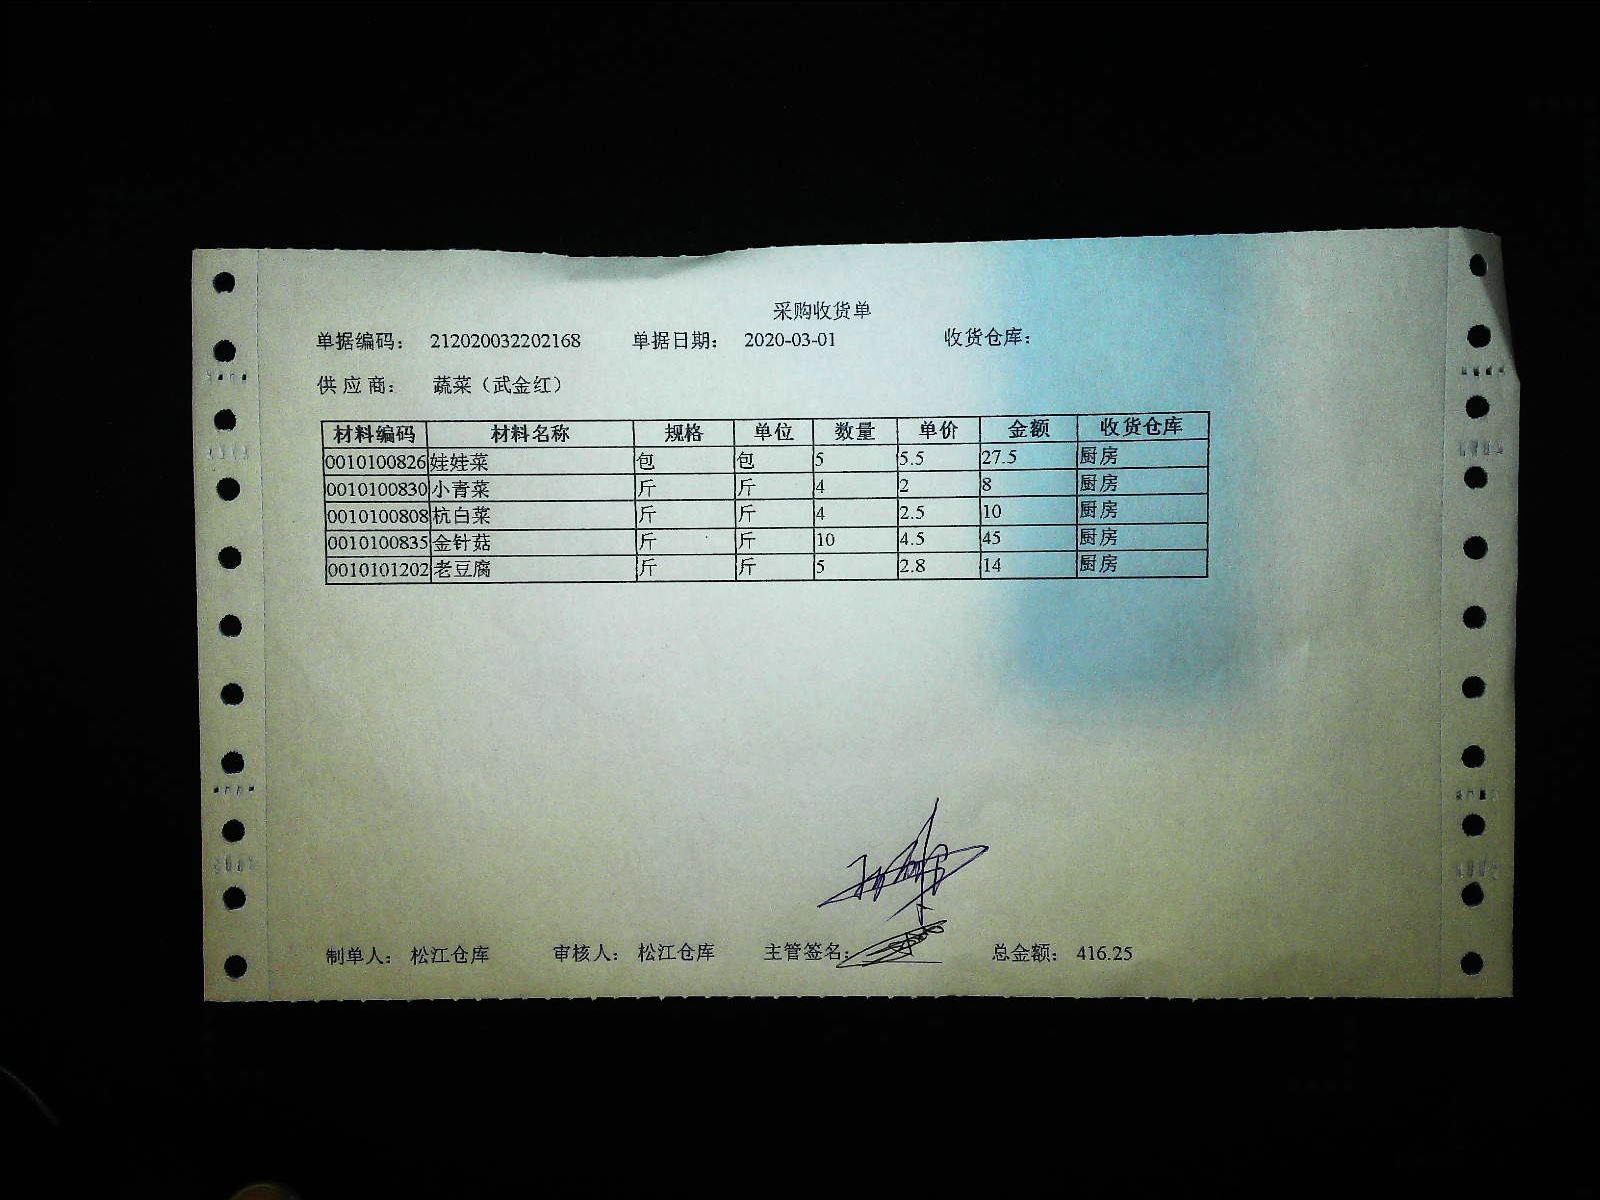 采购收货单
单据编码： 212020032202168 单据日期： 2020-03-01 收货仓库：
供应商： 蔬菜（武金红）
材料编码 材料名称 规格 单位 数量 单价 金额 收货仓库
0010100826 娃娃菜 包 包 5 5.5 27.5 厨房
0010100830 小青菜 斤 斤 4 2 8 厨房
0010100808 杭白菜 斤 斤 4 2.5 10 厨房
0010100835 金针菇 斤 斤 10 4.5 45 厨房
0010101202 老豆腐 斤 斤 5 2.8 14 厨房
制单人： 松江仓库 审核人： 松江仓库 主管签名： 总金额： 416.25